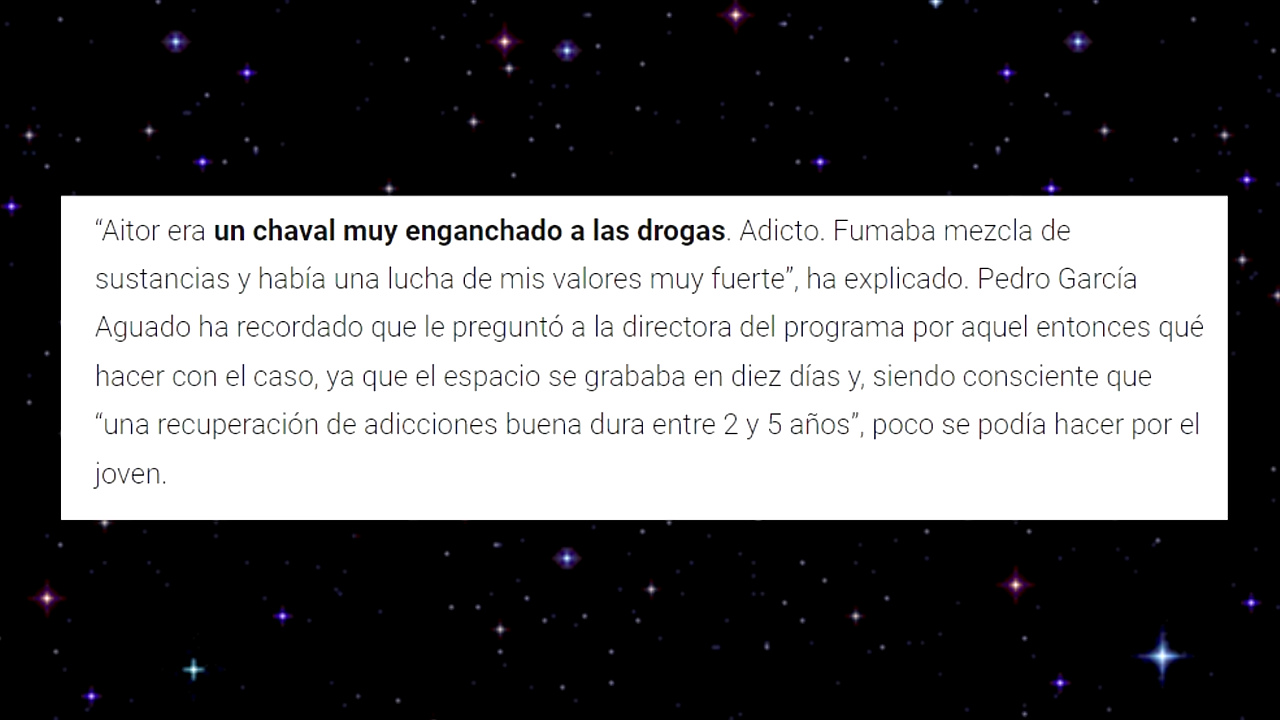 “Aitor era un chaval muy enganchado a las drogas. Adicto. Fumaba mezcla de
sustancias y había una lucha de mis valores muy fuerte”, ha explicado. Pedro García
Aguado ha recordado que le preguntó a la directora del programa por aquel entonces qué
hacer con el caso, ya que el espacio se grababa en diez días y, siendo consciente que
“una recuperación de adicciones buena dura entre 2 y 5 años”, poco se podía hacer por el
joven.